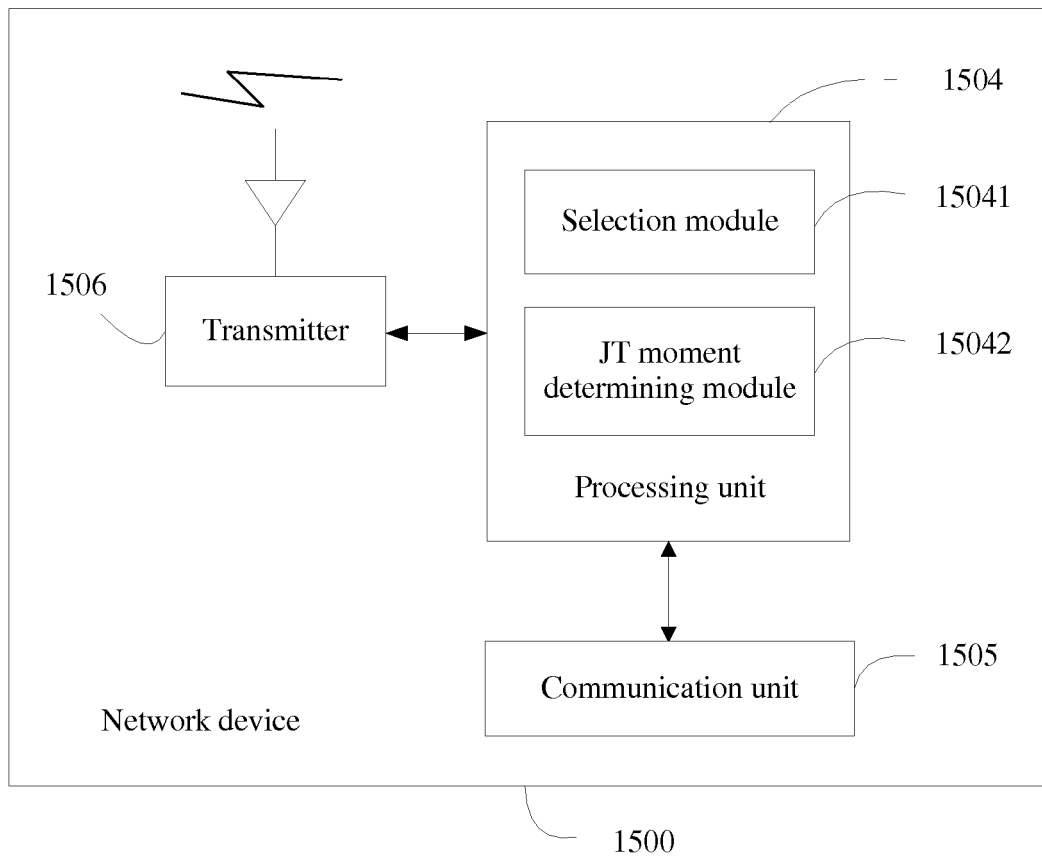 1504
15041
Selection module
1506
Transmitter
15042
JT moment
determining module
Processing unit
1505
Communication unit
Network device
1500